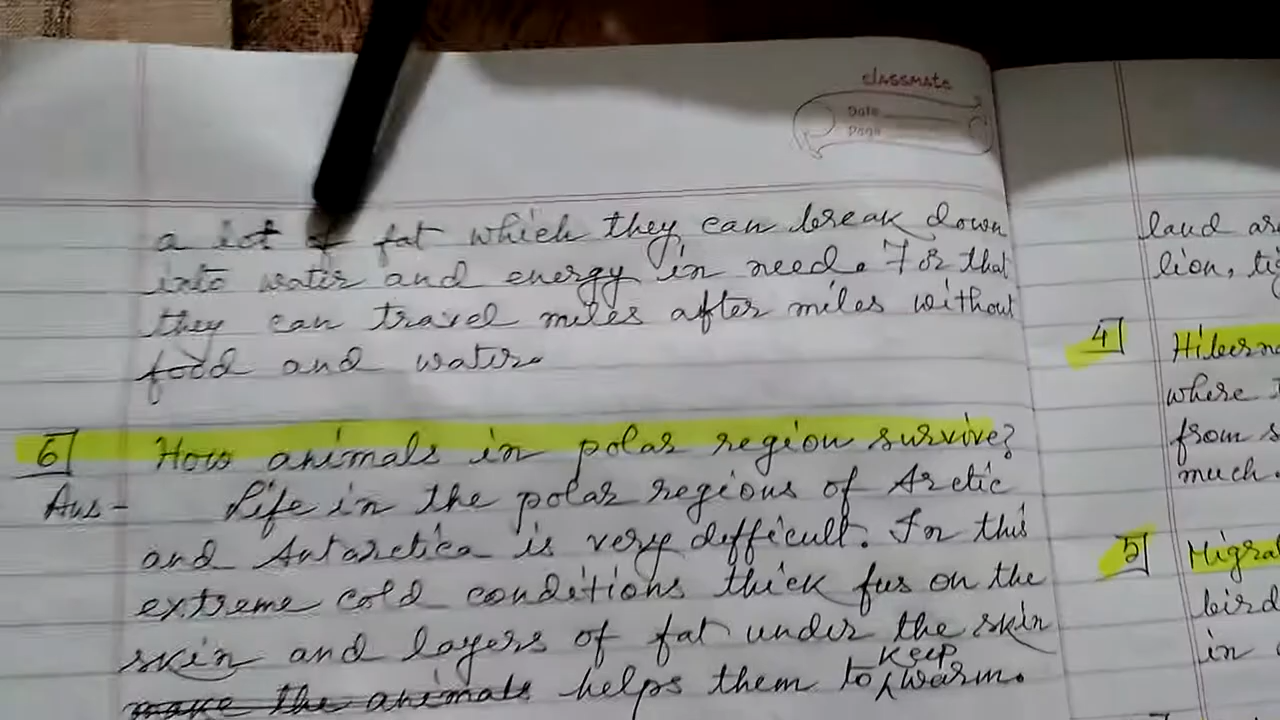 classmate
Date
Page
a lot of fat which they can break down
into water and energy in need. For that
they can travel miles after miles without
food and water.
6 How animals in polar region survive?
Ans- Life in the polar regions of Arctic
and Antarctica is very difficult. In this
extreme cold conditions thick fur on the
skin and layers of fat under the skin
make the animals helps them to keep warm.
land
lion,
4
where
from
much
5
in